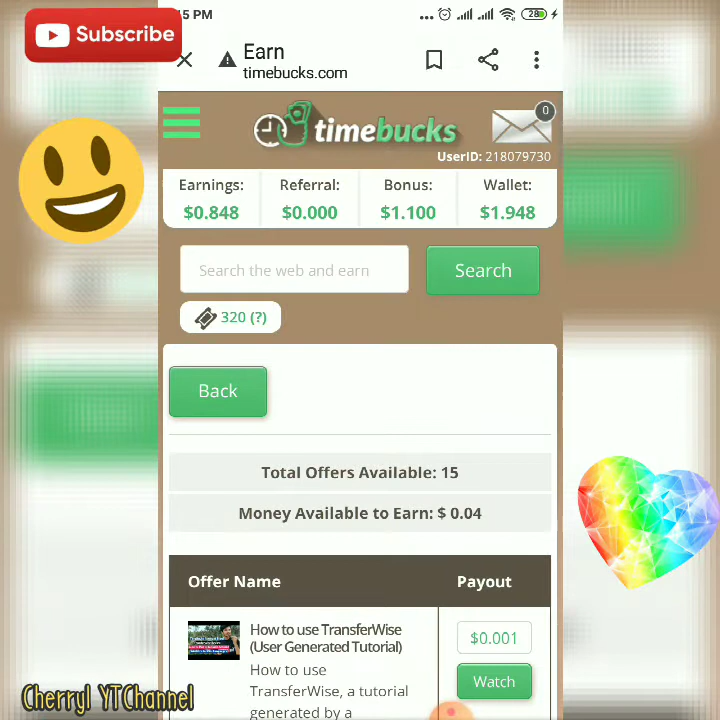 Subscribe
15 PM
28
Earn
timebucks.com
timebucks
0
UserID: 218079730
Earnings: Referral: Bonus: Wallet:
$0.848 $0.000 $1.100 $1.948
Search the web and earn Search
320 (?)
Back
Total Offers Available: 15
Money Available to Earn: $ 0.04
Offer Name Payout
How to use TransferWise
(User Generated Tutorial)
$0.001
How to use
TransferWise, a tutorial
generated by a
Watch
Cherryl YTChannel